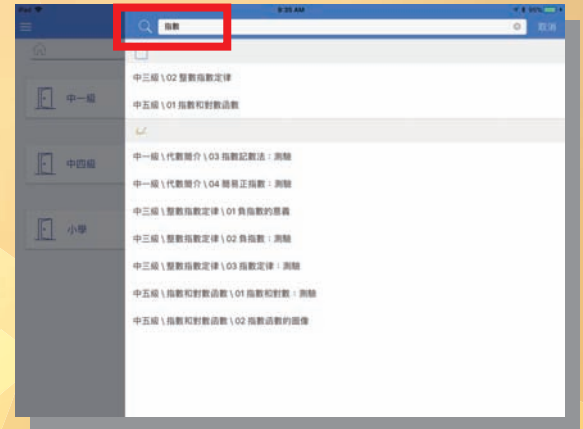 iPad
8:35 AM
95%
指數
取消
中三級 \ 02 整數指數定律
中五級 \ 01 指數和對數函數
中一級 \ 代數簡介 \ 03 指數記數法：測驗
中一級 \ 代數簡介 \ 04 簡易正指數：測驗
中三級 \ 整數指數定律 \ 01 負指數的意義
中三級 \ 整數指數定律 \ 02 負指數：測驗
中三級 \ 整數指數定律 \ 03 指數定律：測驗
中五級 \ 指數和對數函數 \ 01 指數和對數：測驗
中五級 \ 指數和對數函數 \ 02 指數函數的圖像
中一級
中四級
小學